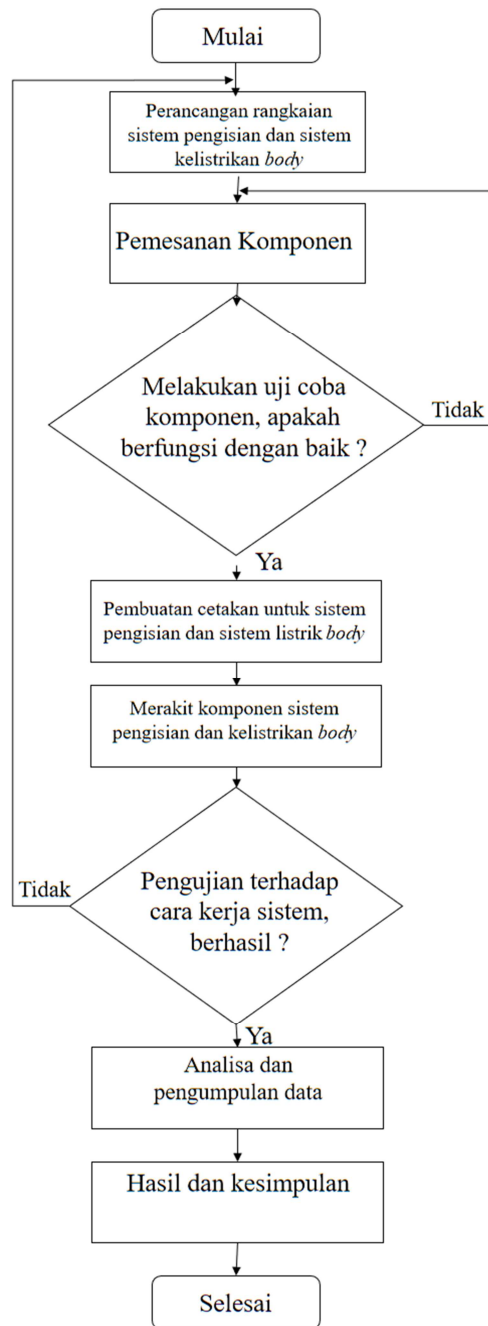 Mulai
Perancangan rangkaian
sistem pengisian dan sistem
kelistrikan body
Pemesanan Komponen
Melakukan uji coba
komponen, apakah
berfungsi dengan baik ?
Tidak
Ya
Pembuatan cetakan untuk sistem
pengisian dan sistem listrik body
Merakit komponen sistem
pengisian dan kelistrikan body
Tidak
Pengujian terhadap
cara kerja sistem,
berhasil ?
Ya
Analisa dan
pengumpulan data
Hasil dan kesimpulan
Selesai